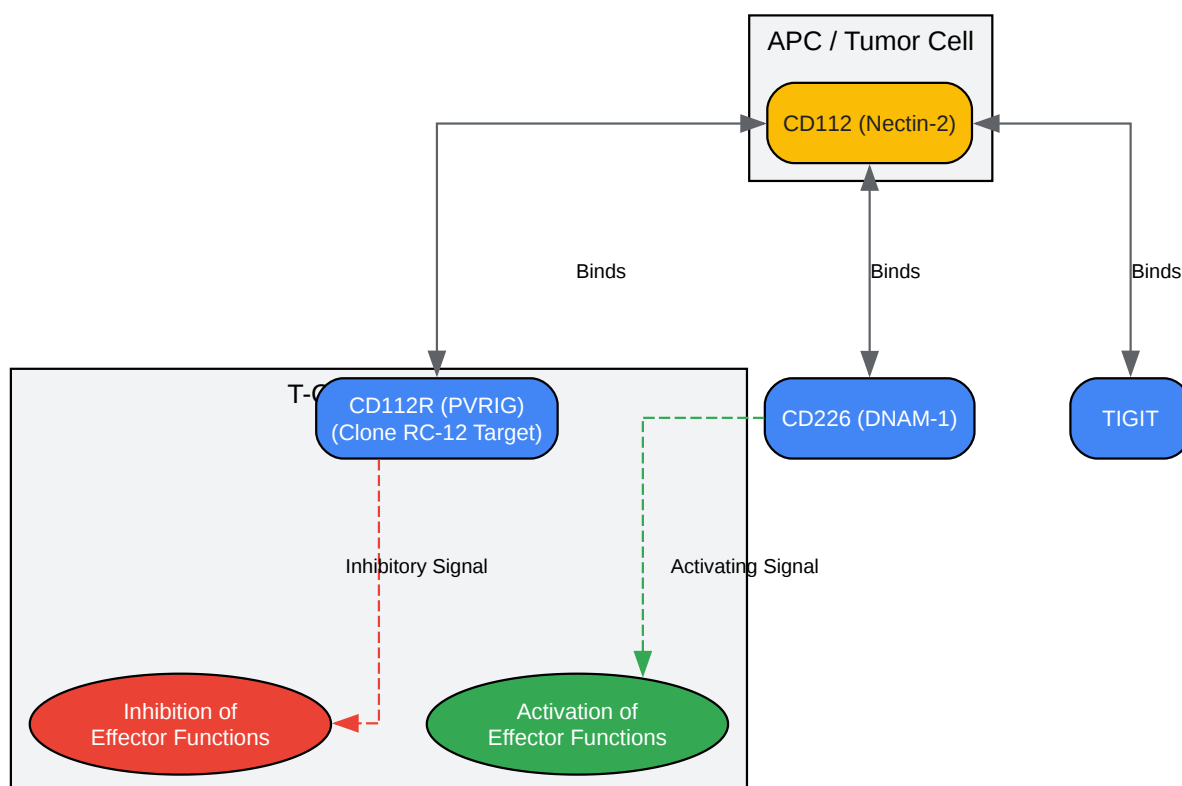 APC / Tumor Cell
CD112 (Nectin-2)
Binds
Binds
Binds
CD112R (PVRIG)
(Clone RC-12 Target)
CD226 (DNAM-1)
TIGIT
Inhibitory Signal
Activating Signal
Inhibition of
Effector Functions
Activation of
Effector Functions